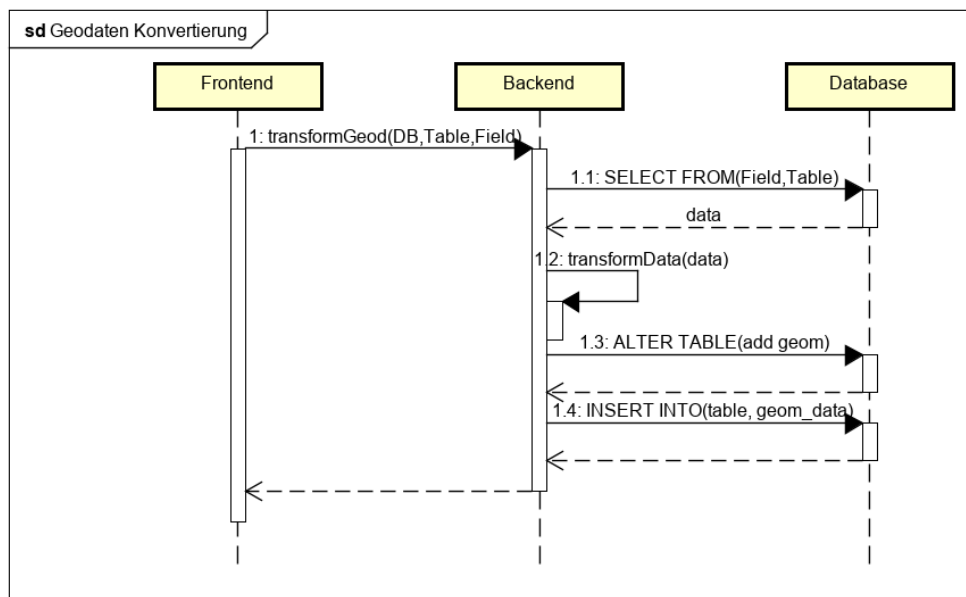 sd Geodaten Konvertierung
Frontend
Backend
Database
1: transformGeod(DB,Table,Field)
1.1: SELECT FROM(Field,Table)
data
1.2: transformData(data)
1.3: ALTER TABLE(add geom)
1.4: INSERT INTO(table, geom_data)